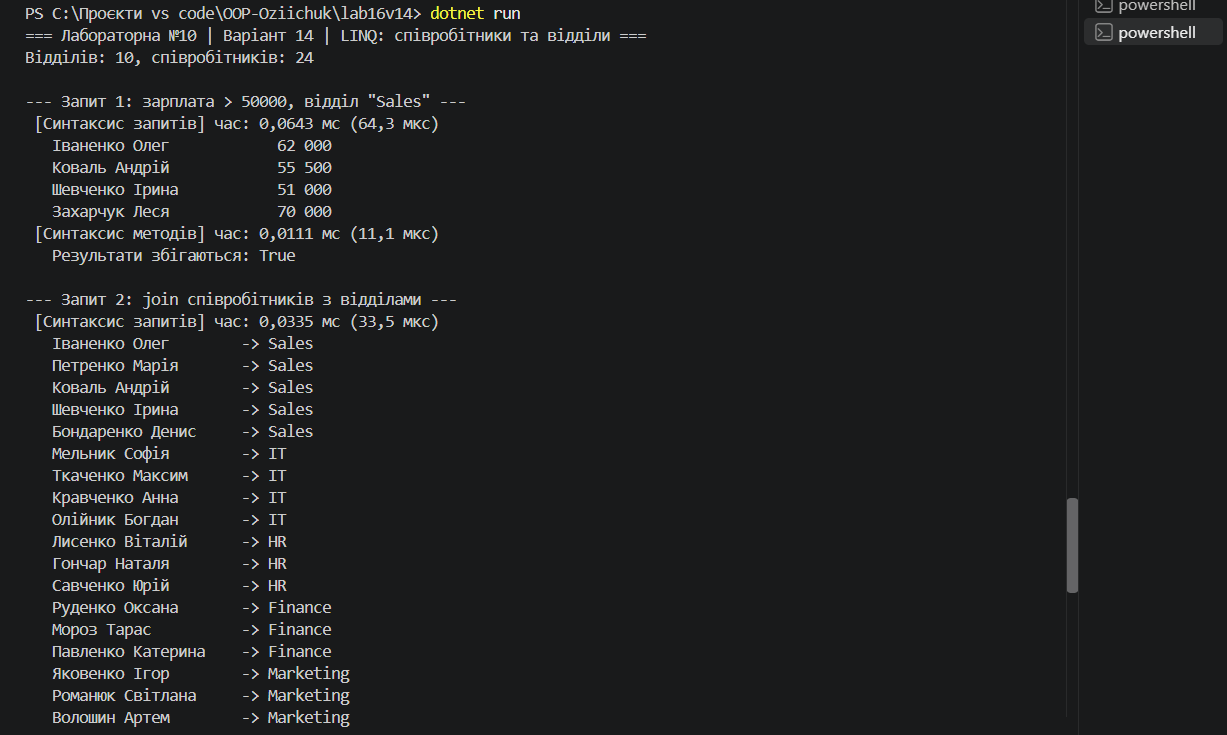 PS C:\Проєкти vs code\OOP-Oziichuk\lab16v14> dotnet run
=== Лабораторна №10 | Варіант 14 | LINQ: співробітники та відділи ===
Відділів: 10, співробітників: 24
--- Запит 1: зарплата > 50000, відділ "Sales" ---
[Синтаксис запитів] час: 0,0643 мс (64,3 мкс)
Іваненко Олег 62 000
Коваль Андрій 55 500
Шевченко Ірина 51 000
Захарчук Леся 70 000
[Синтаксис методів] час: 0,0111 мс (11,1 мкс)
Результати збігаються: True
--- Запит 2: join співробітників з відділами ---
[Синтаксис запитів] час: 0,0335 мс (33,5 мкс)
Іваненко Олег -> Sales
Петренко Марія -> Sales
Коваль Андрій -> Sales
Шевченко Ірина -> Sales
Бондаренко Денис -> Sales
Мельник Софія -> IT
Ткаченко Максим -> IT
Кравченко Анна -> IT
Олійник Богдан -> IT
Лисенко Віталій -> HR
Гончар Наталя -> HR
Савченко Юрій -> HR
Руденко Оксана -> Finance
Мороз Тарас -> Finance
Павленко Катерина -> Finance
Яковенко Ігор -> Marketing
Романюк Світлана -> Marketing
Волошин Артем -> Marketing
powershell
powershell